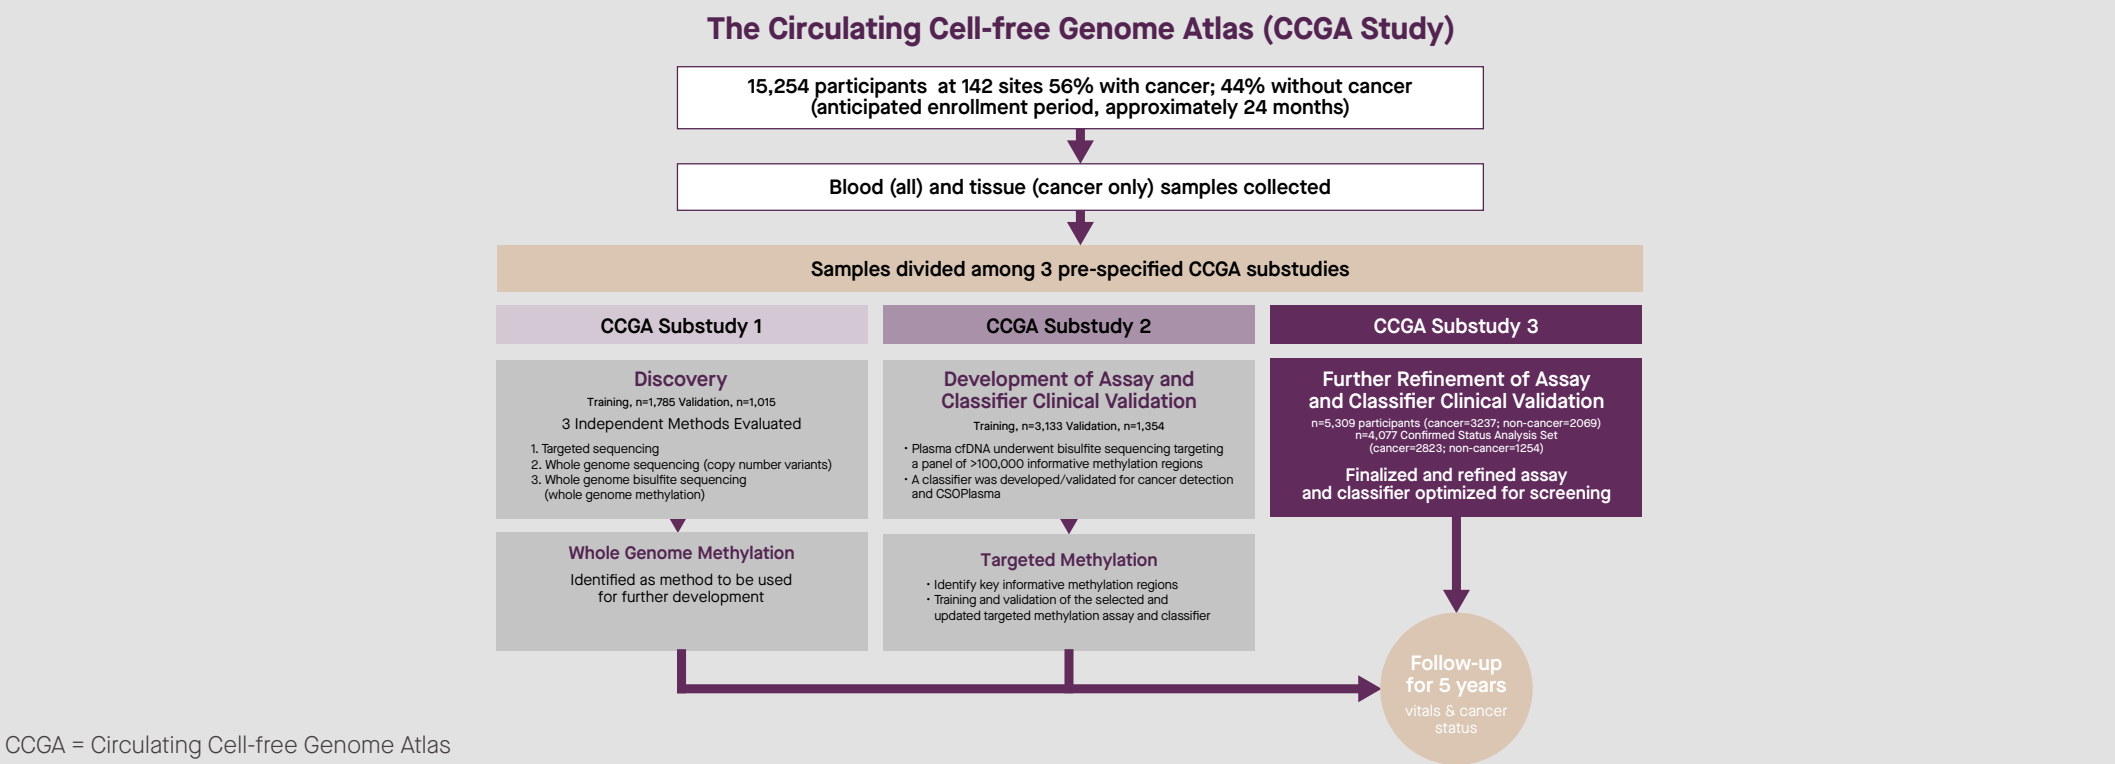 The Circulating Cell-free Genome Atlas (CCGA Study)
15,254 participants at 142 sites 56% with cancer; 44% without cancer
(anticipated enrollment period, approximately 24 months)
Blood (all) and tissue (cancer only) samples collected
Samples divided among 3 pre-specified CCGA substudies
CCGA Substudy 1
Discovery
Training, n=1,785 Validation, n=1,015
3 Independent Methods Evaluated
1. Targeted sequencing
2. Whole genome sequencing (copy number variants)
3. Whole genome bisulfite sequencing
(whole genome methylation)
Whole Genome Methylation
Identified as method to be used
for further development
CCGA Substudy 2
Development of Assay and
Classifier Clinical Validation
Training, n=3,133 Validation, n=1,354
• Plasma cfDNA underwent bisulfite sequencing targeting
a panel of >100,000 informative methylation regions
• A classifier was developed/validated for cancer detection
and CSOPlasma
Targeted Methylation
• Identify key informative methylation regions
• Training and validation of the selected and
updated targeted methylation assay and classifier
CCGA Substudy 3
Further Refinement of Assay
and Classifier Clinical Validation
n=5,309 participants (cancer=3237; non-cancer=2069)
n=4,077 Confirmed Status Analysis Set
(cancer=2823; non-cancer=1254)
Finalized and refined assay
and classifier optimized for screening
Follow-up
for 5 years
vitals & cancer
status
CCGA = Circulating Cell-free Genome Atlas